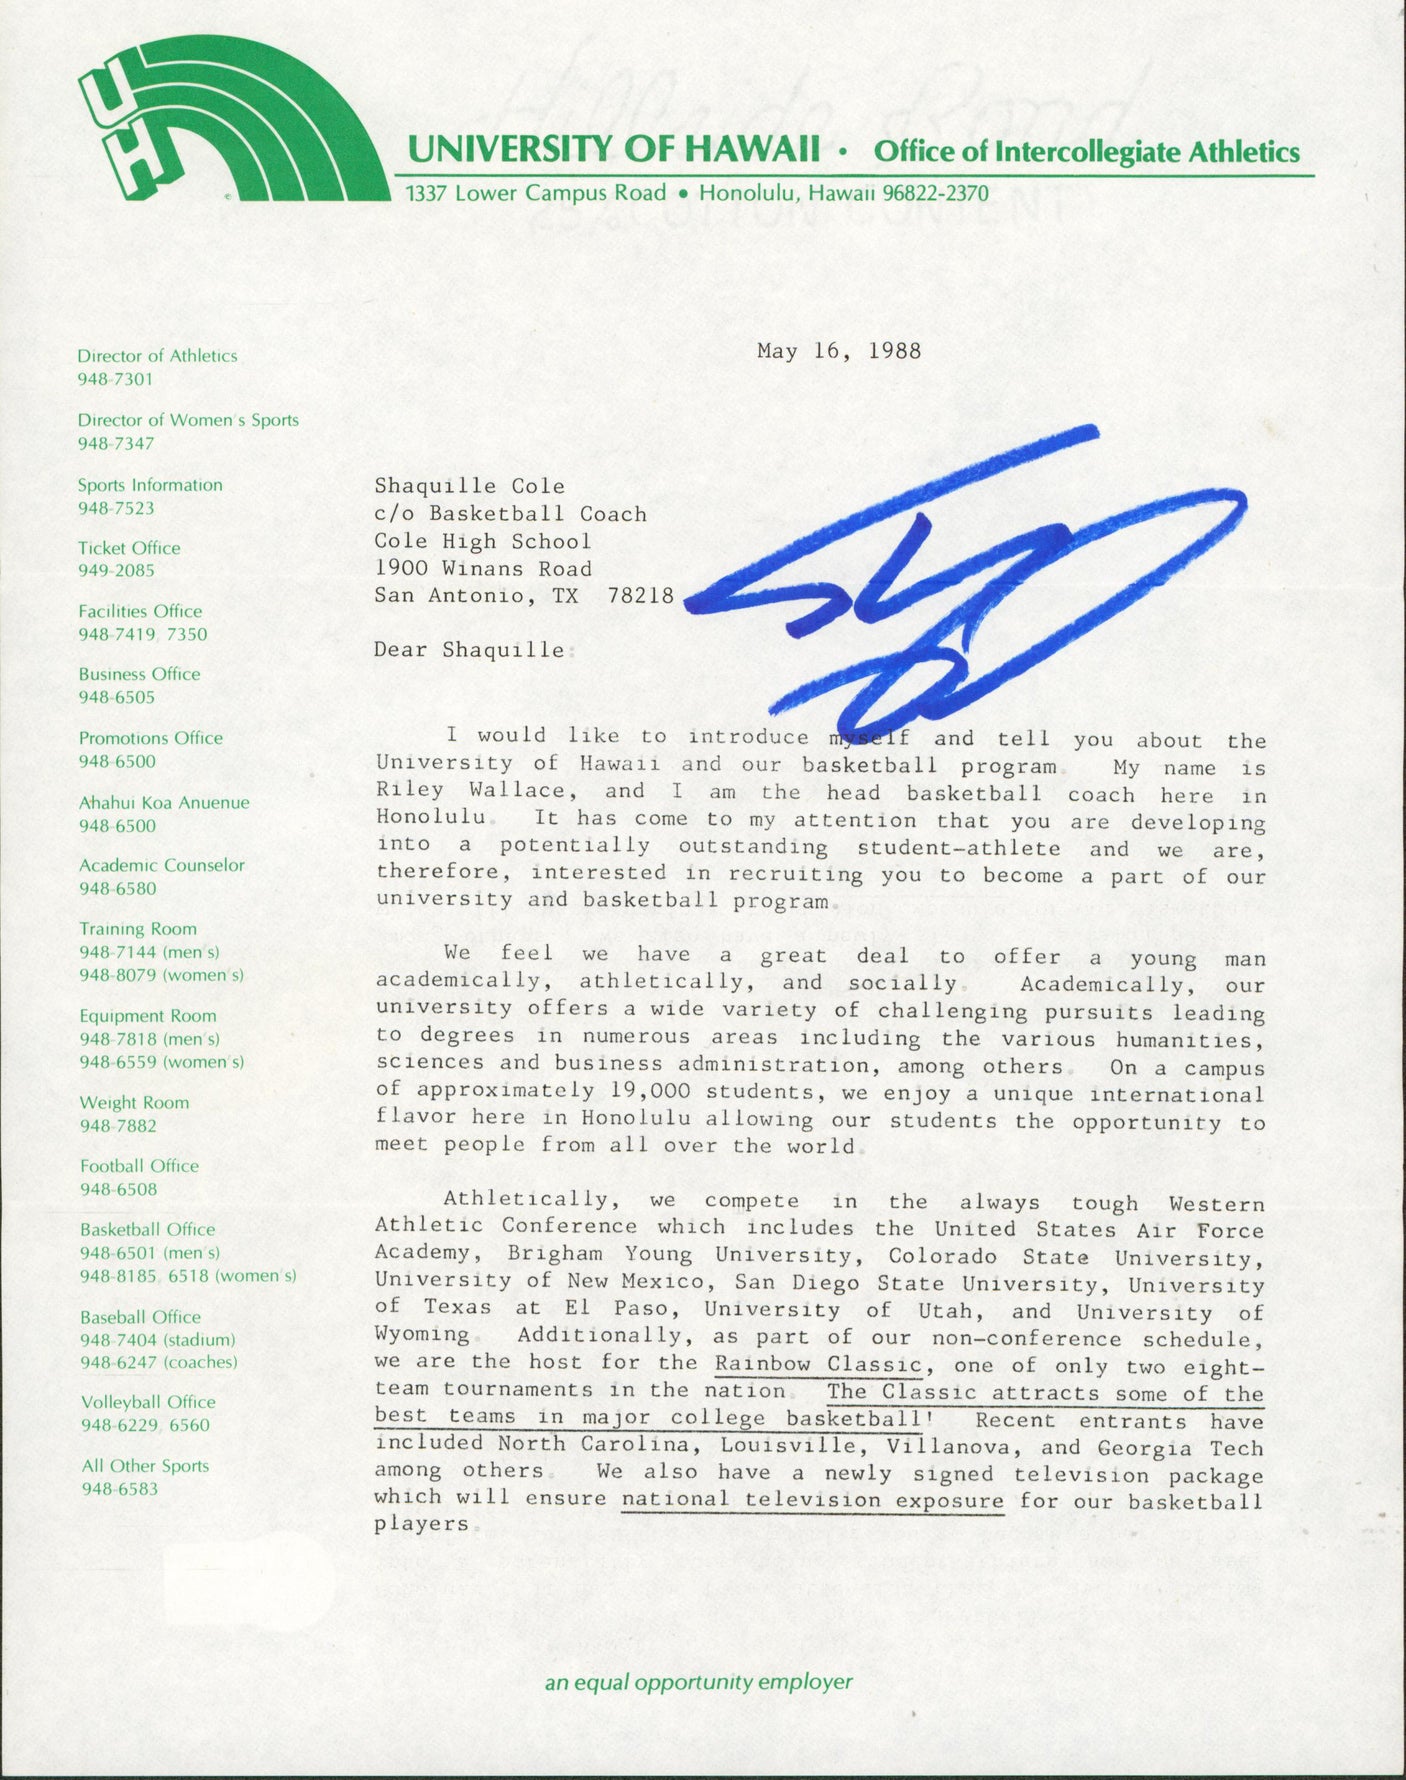 UH
UNIVERSITY OF HAWAII • Office of Intercollegiate Athletics
1337 Lower Campus Road • Honolulu, Hawaii 96822-2370
May 16, 1988
Director of Athletics
948-7301
Director of Women's Sports
948-7347
Sports Information
948-7523
Ticket Office
949-2085
Facilities Office
948-7419, 7350
Business Office
948-6505
Promotions Office
948-6500
Ahahui Koa Anuenue
948-6500
Academic Counselor
948-6580
Training Room
948-7144 (men's)
948-8079 (women's)
Equipment Room
948-7818 (men's)
948-6559 (women's)
Weight Room
948-7882
Football Office
948-6508
Basketball Office
948-6501 (men's)
948-8185, 6518 (women's)
Baseball Office
948-7404 (stadium)
948-6247 (coaches)
Volleyball Office
948-6229, 6560
All Other Sports
948-6583
Shaquille Cole
c/o Basketball Coach
Cole High School
1900 Winans Road
San Antonio, TX 78218
Dear Shaquille:
I would like to introduce myself and tell you about the
University of Hawaii and our basketball program. My name is
Riley Wallace, and I am the head basketball coach here in
Honolulu. It has come to my attention that you are developing
into a potentially outstanding student-athlete and we are,
therefore, interested in recruiting you to become a part of our
university and basketball program.
We feel we have a great deal to offer a young man
academically, athletically, and socially. Academically, our
university offers a wide variety of challenging pursuits leading
to degrees in numerous areas including the various humanities,
sciences and business administration, among others. On a campus
of approximately 19,000 students, we enjoy a unique international
flavor here in Honolulu allowing our students the opportunity to
meet people from all over the world.
Athletically, we compete in the always tough Western
Athletic Conference which includes the United States Air Force
Academy, Brigham Young University, Colorado State University,
University of New Mexico, San Diego State University, University
of Texas at El Paso, University of Utah, and University of
Wyoming. Additionally, as part of our non-conference schedule,
we are the host for the Rainbow Classic, one of only two eight-
team tournaments in the nation. The Classic attracts some of the
best teams in major college basketball! Recent entrants have
included North Carolina, Louisville, Villanova, and Georgia Tech
among others. We also have a newly signed television package
which will ensure national television exposure for our basketball
players.
an equal opportunity employer